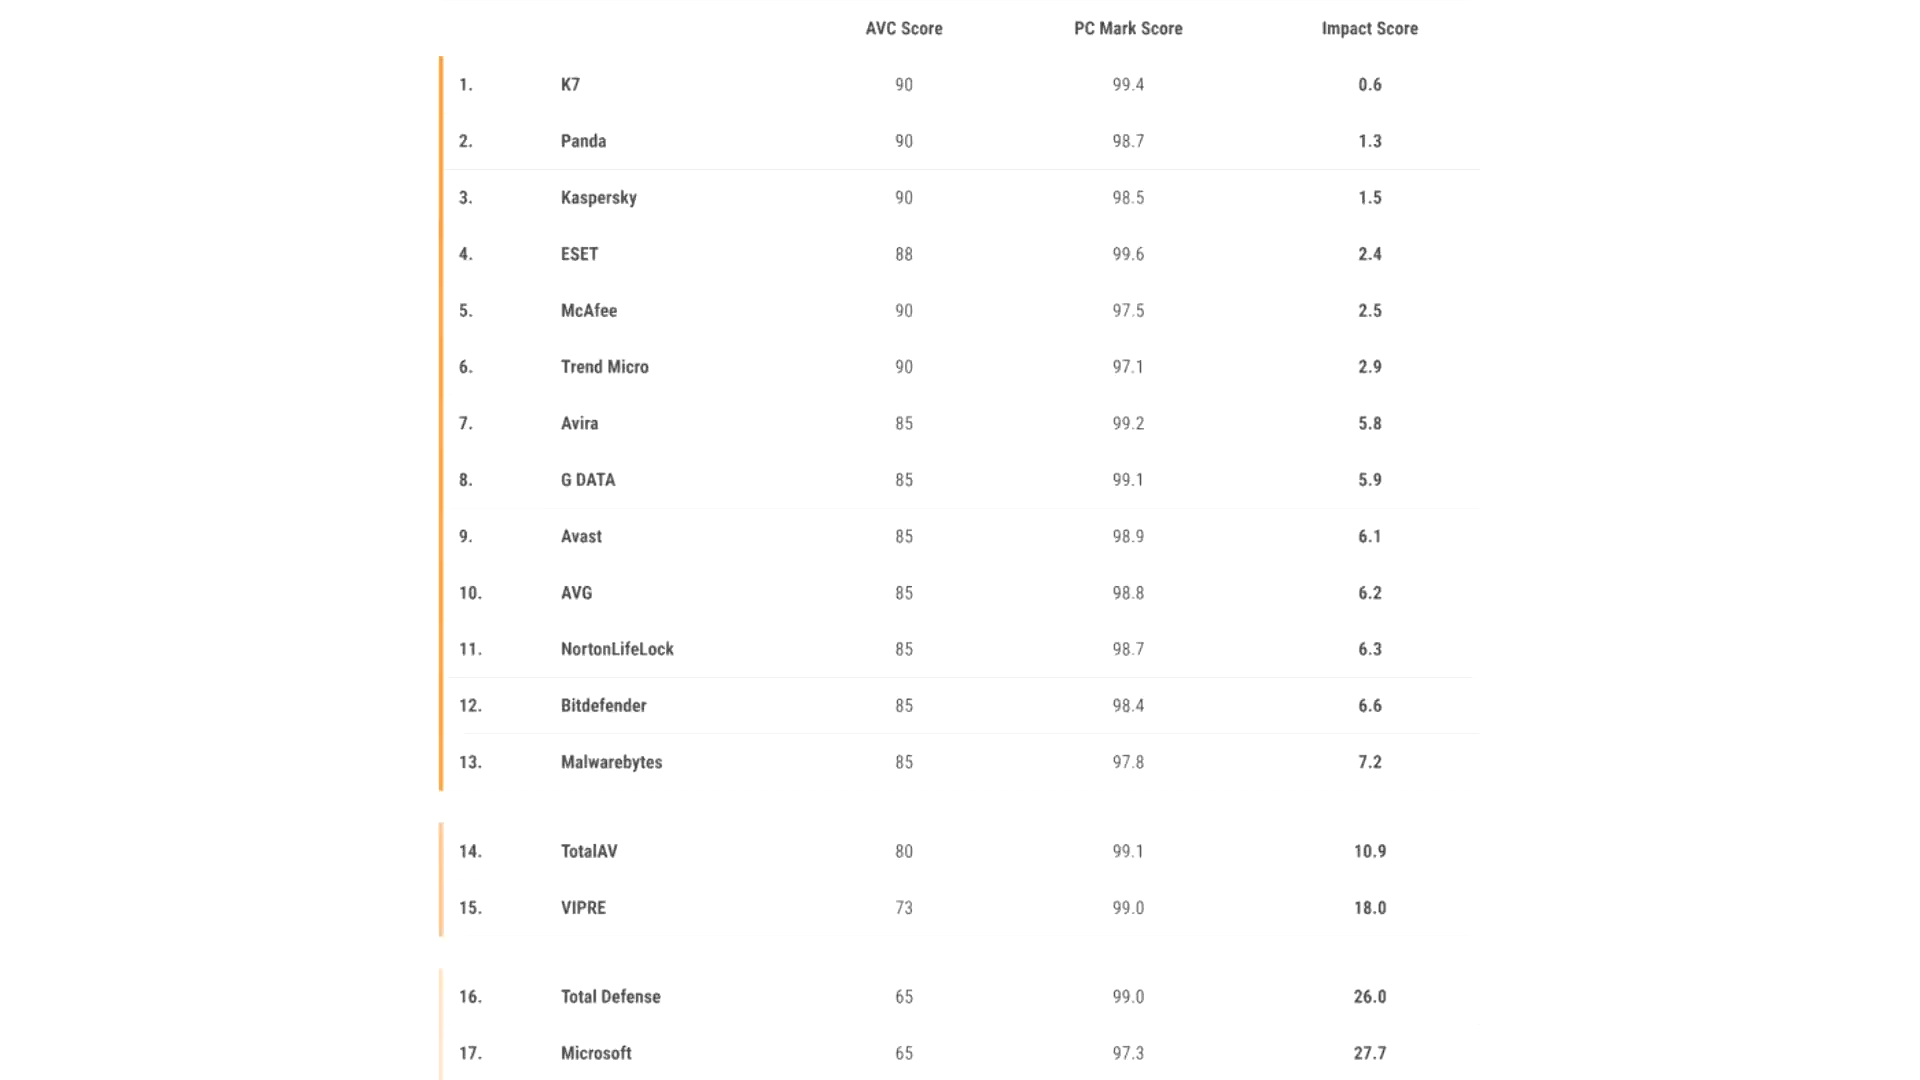 AVC Score PC Mark Score Impact Score
1. K7 90 99.4 0.6
2. Panda 90 98.7 1.3
3. Kaspersky 90 98.5 1.5
4. ESET 88 99.6 2.4
5. McAfee 90 97.5 2.5
6. Trend Micro 90 97.1 2.9
7. Avira 85 99.2 5.8
8. G DATA 85 99.1 5.9
9. Avast 85 98.9 6.1
10. AVG 85 98.8 6.2
11. NortonLifeLock 85 98.7 6.3
12. Bitdefender 85 98.4 6.6
13. Malwarebytes 85 97.8 7.2
14. TotalAV 80 99.1 10.9
15. VIPRE 73 99.0 18.0
16. Total Defense 65 99.0 26.0
17. Microsoft 65 97.3 27.7